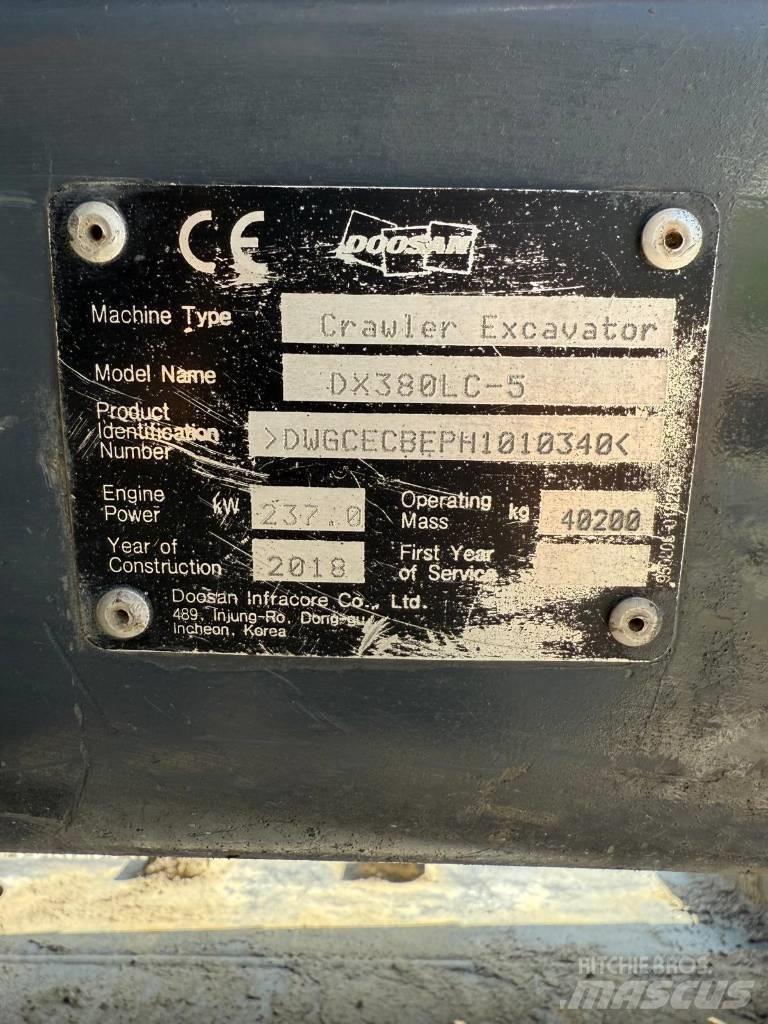 CE DOOSAN
Machine Type Crawler Excavator
Model Name DX380LC-5
Product
Identification
Number >DWGCECBEPH1010340<
Engine
Power kW 237.0
Operating
Mass kg 40200
Year of
Construction 2018
First Year
of Service
Doosan Infracore Co., Ltd.
489, Injung-Ro, Dong-gu,
Incheon, Korea
RITCHIE BROS.
MASCUS